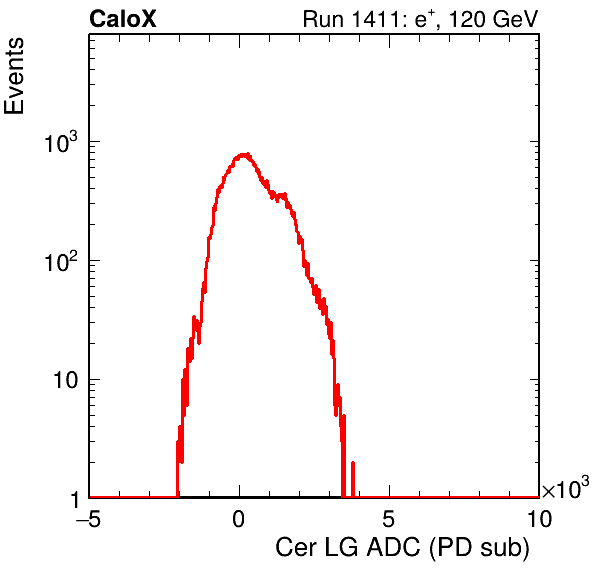 CaloX
Run 1411: e⁺, 120 GeV
Events
10³
10²
10
1
−5
0
5
10
×10³
Cer LG ADC (PD sub)